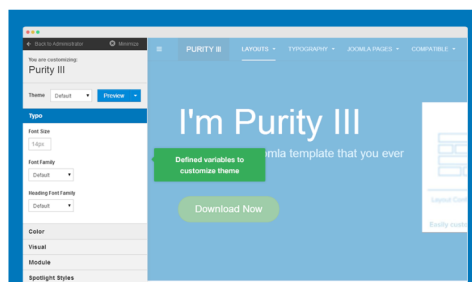 Back to Administrator
Minimize
You are customizing:
Purity III
Theme
Default
Preview
Typo
Font Size
14px
Font Family
Default
Heading Font Family
Default
Color
Visual
Module
Spotlight Styles
PURITY III
LAYOUTS
TYPOGRAPHY
JOOMLA PAGES
COMPATIBLE
I'm Purity III
omla template that you ever
Defined variables to
customize theme
Download Now
Layout Cust
Easily custo